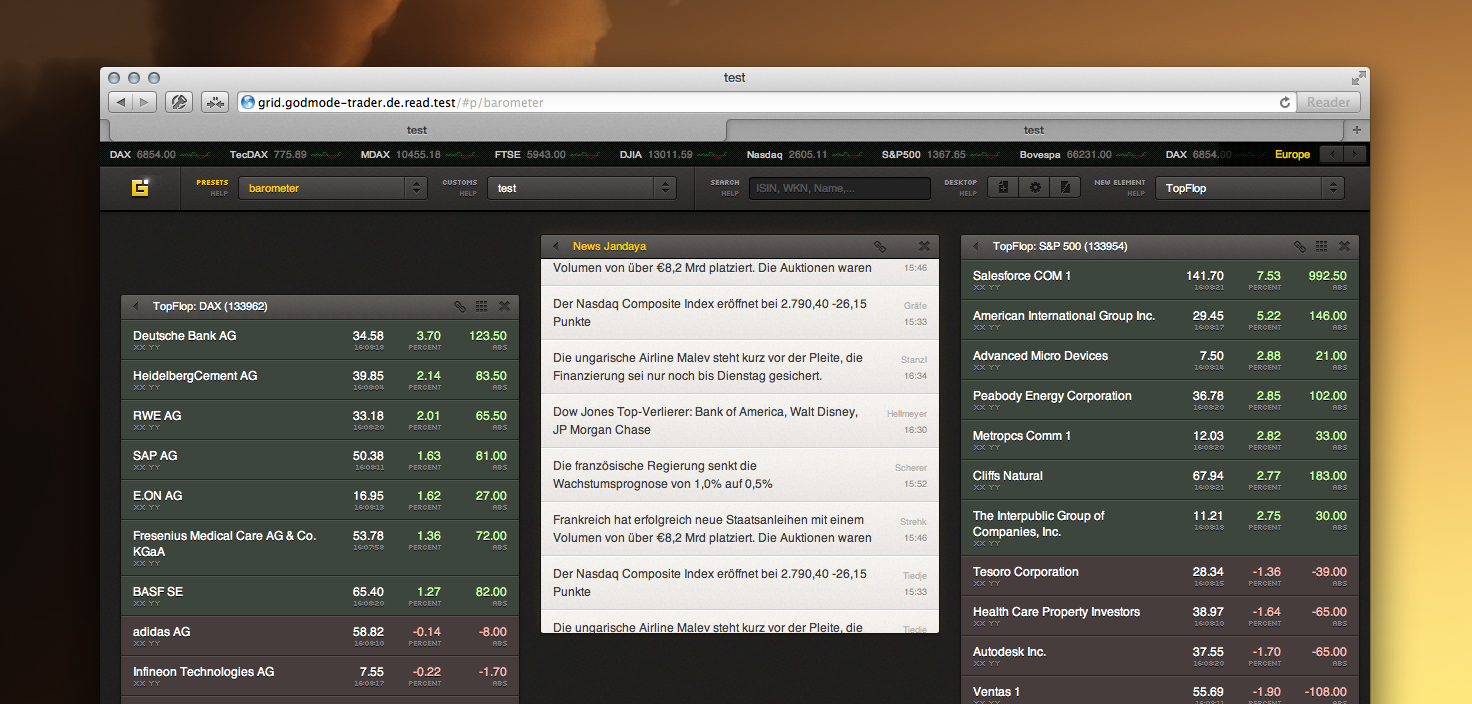 test
grid.godmode-trader.de.read.test/#p/barometer
Reader
test
test
DAX 6854.00 TecDAX 775.89 MDAX 10455.18 FTSE 5943.00 DJIA 13011.59 Nasdaq 2605.11 S&P500 1367.65 Bovespa 66231.00 DAX 6854.00 Europe
PRESETS
HELP
barometer
CUSTOMS
HELP
test
SEARCH
HELP
ISIN, WKN, Name,...
DESKTOP
HELP
NEW ELEMENT
HELP
TopFlop
TopFlop: DAX (133962)
Deutsche Bank AG 34.58 3.70 123.50
XX YY 16:08:18 PERCENT ABS
HeidelbergCement AG 39.85 2.14 83.50
XX YY 16:08:04 PERCENT ABS
RWE AG 33.18 2.01 65.50
XX YY 16:08:20 PERCENT ABS
SAP AG 50.38 1.63 81.00
XX YY 16:08:11 PERCENT ABS
E.ON AG 16.95 1.62 27.00
XX YY 16:08:13 PERCENT ABS
Fresenius Medical Care AG & Co. 53.78 1.36 72.00
KGaA 16:07:58 PERCENT ABS
XX YY
BASF SE 65.40 1.27 82.00
XX YY 16:08:20 PERCENT ABS
adidas AG 58.82 -0.14 -8.00
XX YY 16:08:10 PERCENT ABS
Infineon Technologies AG 7.55 -0.22 -1.70
XX YY 16:08:17 PERCENT ABS
News Jandaya
Volumen von über €8,2 Mrd platziert. Die Auktionen waren 15:46
Der Nasdaq Composite Index eröffnet bei 2.790,40 -26,15 Gräfe
Punkte 15:33
Die ungarische Airline Malev steht kurz vor der Pleite, die Stanzl
Finanzierung sei nur noch bis Dienstag gesichert. 16:34
Dow Jones Top-Verlierer: Bank of America, Walt Disney, Hellmeyer
JP Morgan Chase 16:30
Die französische Regierung senkt die Scherer
Wachstumsprognose von 1,0% auf 0,5% 15:52
Frankreich hat erfolgreich neue Staatsanleihen mit einem Strehk
Volumen von über €8,2 Mrd platziert. Die Auktionen waren 15:46
Der Nasdaq Composite Index eröffnet bei 2.790,40 -26,15 Tiedje
Punkte 15:33
Die ungarische Airline Malev steht kurz vor der Pleite, die Tiedje
TopFlop: S&P 500 (133954)
Salesforce COM 1 141.70 7.53 992.50
XX YY 16:08:21 PERCENT ABS
American International Group Inc. 29.45 5.22 146.00
XX YY 16:08:17 PERCENT ABS
Advanced Micro Devices 7.50 2.88 21.00
XX YY 16:08:14 PERCENT ABS
Peabody Energy Corporation 36.78 2.85 102.00
XX YY 16:08:20 PERCENT ABS
Metropcs Comm 1 12.03 2.82 33.00
XX YY 16:08:20 PERCENT ABS
Cliffs Natural 67.94 2.77 183.00
XX YY 16:08:21 PERCENT ABS
The Interpublic Group of 11.21 2.75 30.00
Companies, Inc. 16:08:18 PERCENT ABS
XX YY
Tesoro Corporation 28.34 -1.36 -39.00
XX YY 16:08:15 PERCENT ABS
Health Care Property Investors 38.97 -1.64 -65.00
XX YY 16:08:10 PERCENT ABS
Autodesk Inc. 37.55 -1.70 -65.00
XX YY 16:08:20 PERCENT ABS
Ventas 1 55.69 -1.90 -108.00
XX YY PERCENT ABS